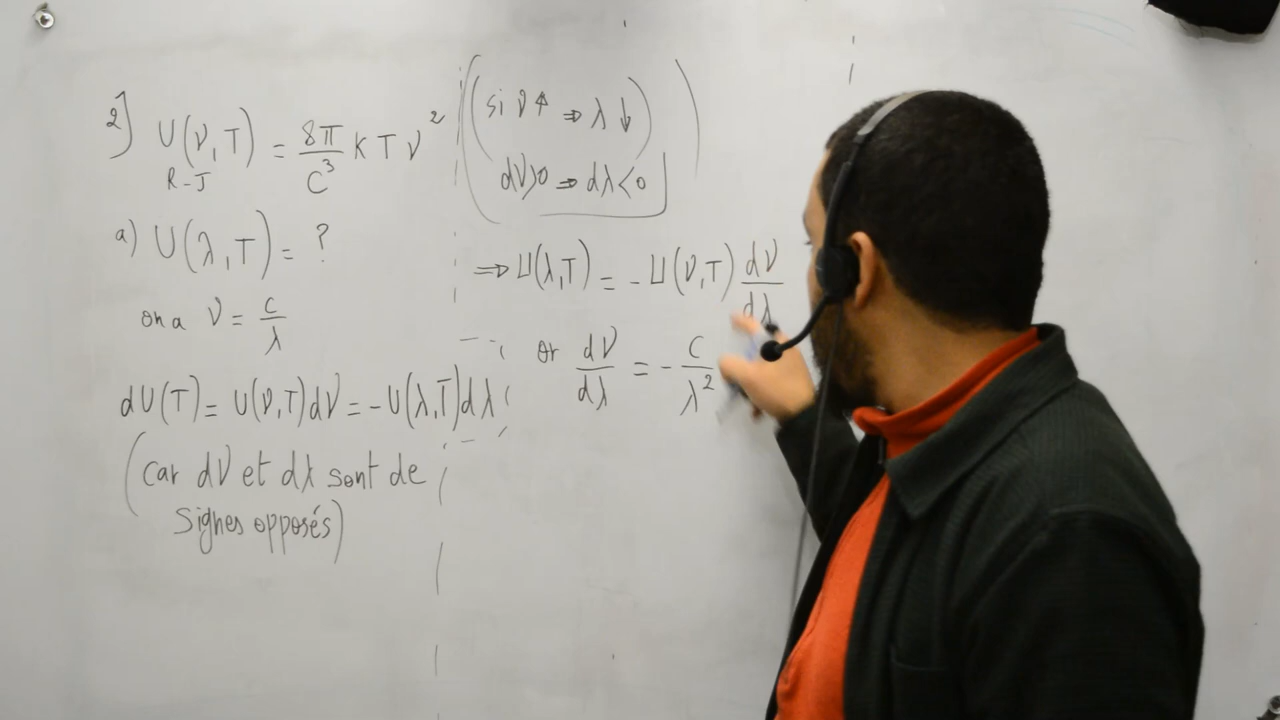 2] U(ν,T) = 8π/C³ K T ν²
R-J
a) U(λ,T) = ?
on a ν = c/λ
dU(T) = U(ν,T)dν = -U(λ,T)dλ
(car dν et dλ sont de
signes opposés)
(si ν↑ ⇒ λ↓)
dν>0 ⇒ dλ<0
⇒ U(λ,T) = - U(ν,T) dν/dλ
or dν/dλ = - C/λ²